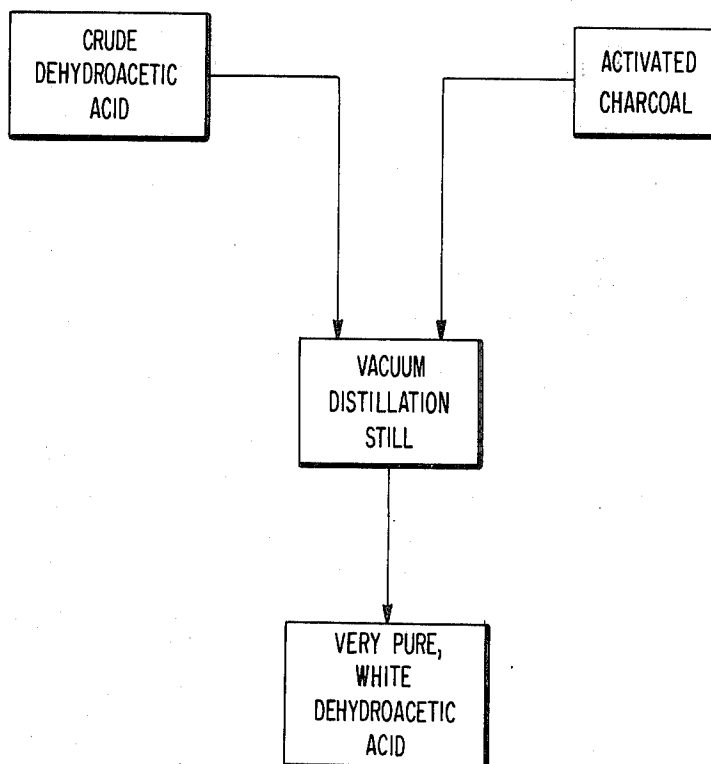 CRUDE
DEHYDROACETIC
ACID
ACTIVATED
CHARCOAL
VACUUM
DISTILLATION
STILL
VERY PURE,
WHITE
DEHYDROACETIC
ACID